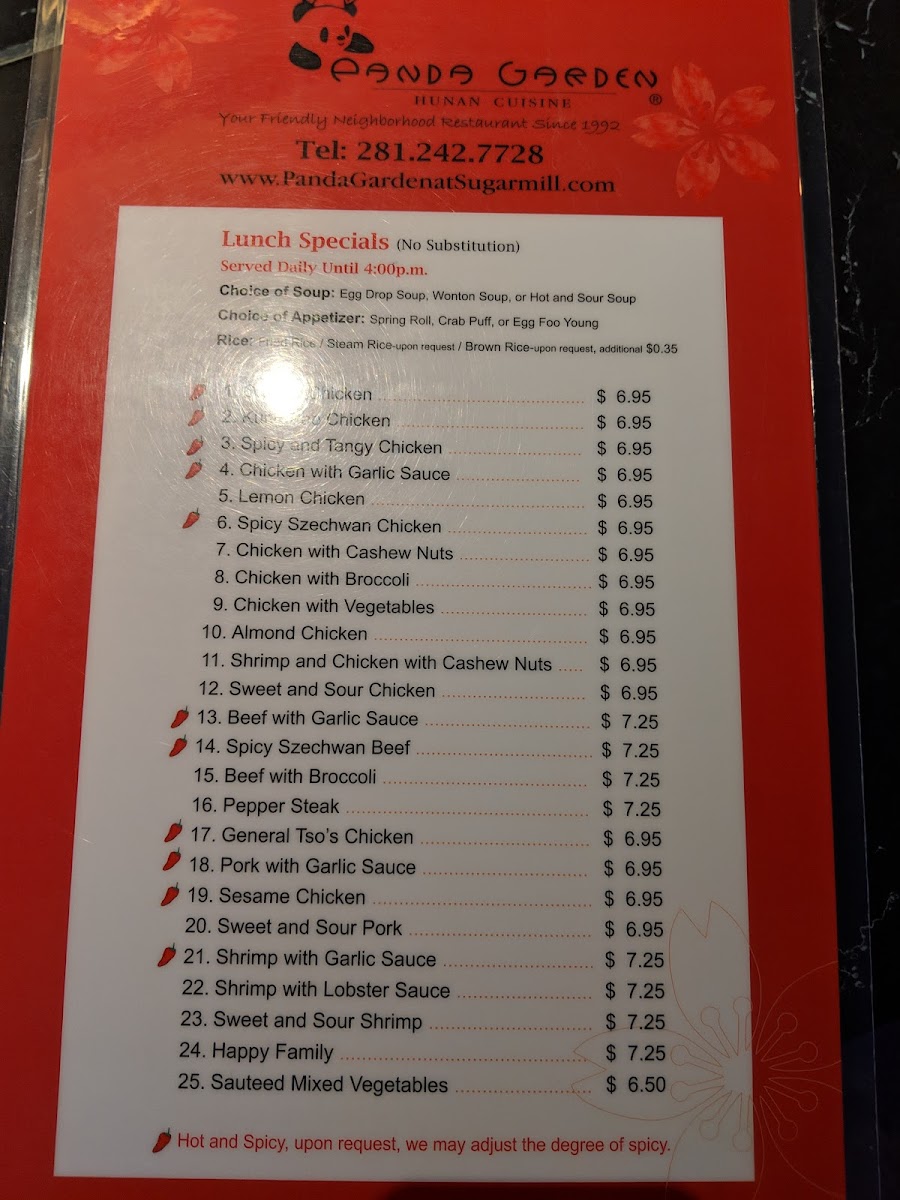 PANDA GARDEN
HUNAN CUISINE ®
Your Friendly Neighborhood Restaurant Since 1992
Tel: 281.242.7728
www.PandaGardenatSugarmill.com
Lunch Specials (No Substitution)
Served Daily Until 4:00p.m.
Choice of Soup: Egg Drop Soup, Wonton Soup, or Hot and Sour Soup
Choice of Appetizer: Spring Roll, Crab Puff, or Egg Foo Young
Rice: Fried Rice / Steam Rice-upon request / Brown Rice-upon request, additional $0.35
1. Chicken $ 6.95
2. Chicken $ 6.95
3. Spicy and Tangy Chicken $ 6.95
4. Chicken with Garlic Sauce $ 6.95
5. Lemon Chicken $ 6.95
6. Spicy Szechwan Chicken $ 6.95
7. Chicken with Cashew Nuts $ 6.95
8. Chicken with Broccoli $ 6.95
9. Chicken with Vegetables $ 6.95
10. Almond Chicken $ 6.95
11. Shrimp and Chicken with Cashew Nuts $ 6.95
12. Sweet and Sour Chicken $ 6.95
13. Beef with Garlic Sauce $ 7.25
14. Spicy Szechwan Beef $ 7.25
15. Beef with Broccoli $ 7.25
16. Pepper Steak $ 7.25
17. General Tso's Chicken $ 6.95
18. Pork with Garlic Sauce $ 6.95
19. Sesame Chicken $ 6.95
20. Sweet and Sour Pork $ 6.95
21. Shrimp with Garlic Sauce $ 7.25
22. Shrimp with Lobster Sauce $ 7.25
23. Sweet and Sour Shrimp $ 7.25
24. Happy Family $ 7.25
25. Sauteed Mixed Vegetables $ 6.50
Hot and Spicy, upon request, we may adjust the degree of spicy.